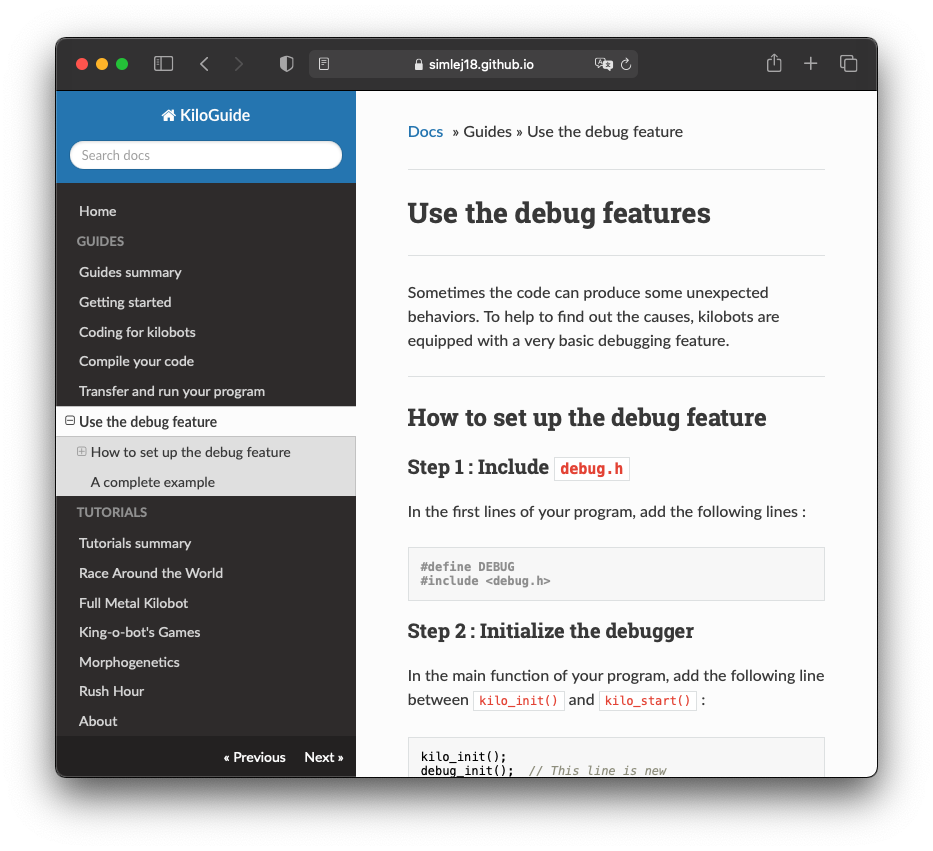 simlej18.github.io
KiloGuide
Search docs
Home
GUIDES
Guides summary
Getting started
Coding for kilobots
Compile your code
Transfer and run your program
Use the debug feature
How to set up the debug feature
A complete example
TUTORIALS
Tutorials summary
Race Around the World
Full Metal Kilobot
King-o-bot's Games
Morphogenetics
Rush Hour
About
« Previous Next »
Docs » Guides » Use the debug feature
Use the debug features
Sometimes the code can produce some unexpected
behaviors. To help to find out the causes, kilobots are
equipped with a very basic debugging feature.
How to set up the debug feature
Step 1 : Include debug.h
In the first lines of your program, add the following lines :
#define DEBUG
#include <debug.h>
Step 2 : Initialize the debugger
In the main function of your program, add the following line
between kilo_init() and kilo_start() :
kilo_init();
debug_init(); // This line is new